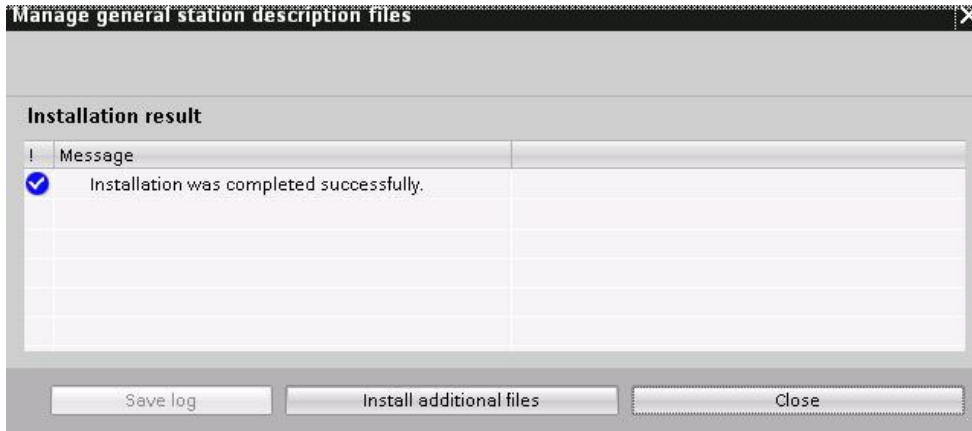 Manage general station description files
Installation result
! Message
Installation was completed successfully.
Save log Install additional files Close